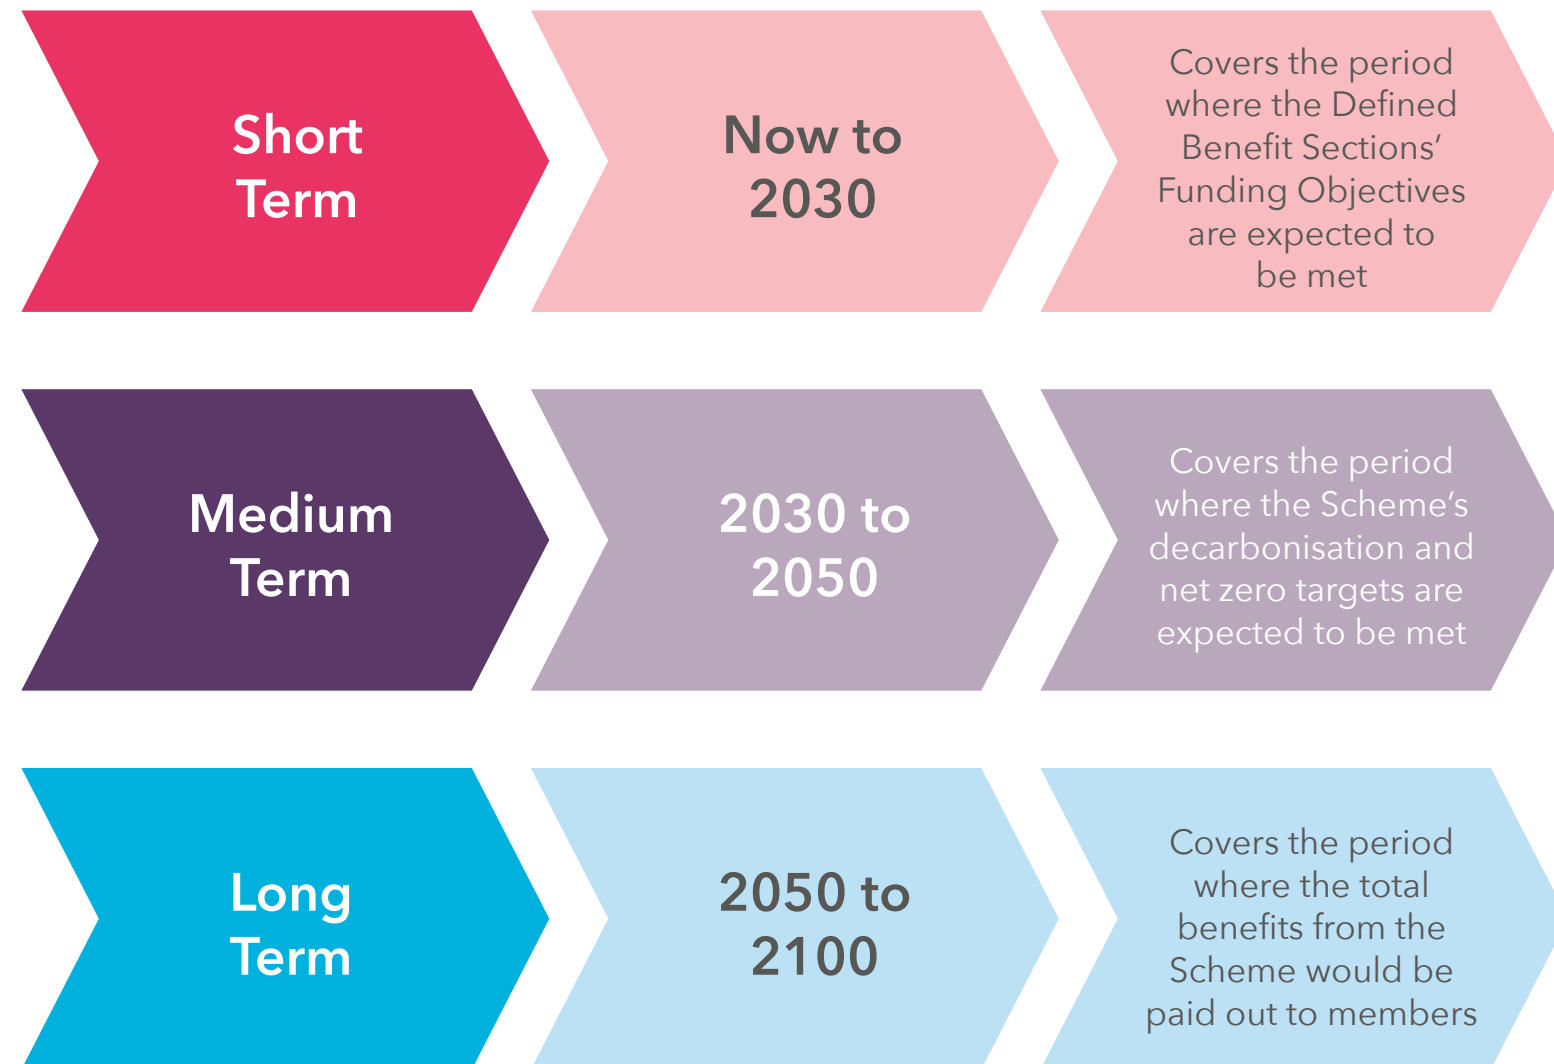 Short
Term
Now to
2030
Covers the period
where the Defined
Benefit Sections’
Funding Objectives
are expected to
be met
Medium
Term
2030 to
2050
Covers the period
where the Scheme’s
decarbonisation and
net zero targets are
expected to be met
Long
Term
2050 to
2100
Covers the period
where the total
benefits from the
Scheme would be
paid out to members